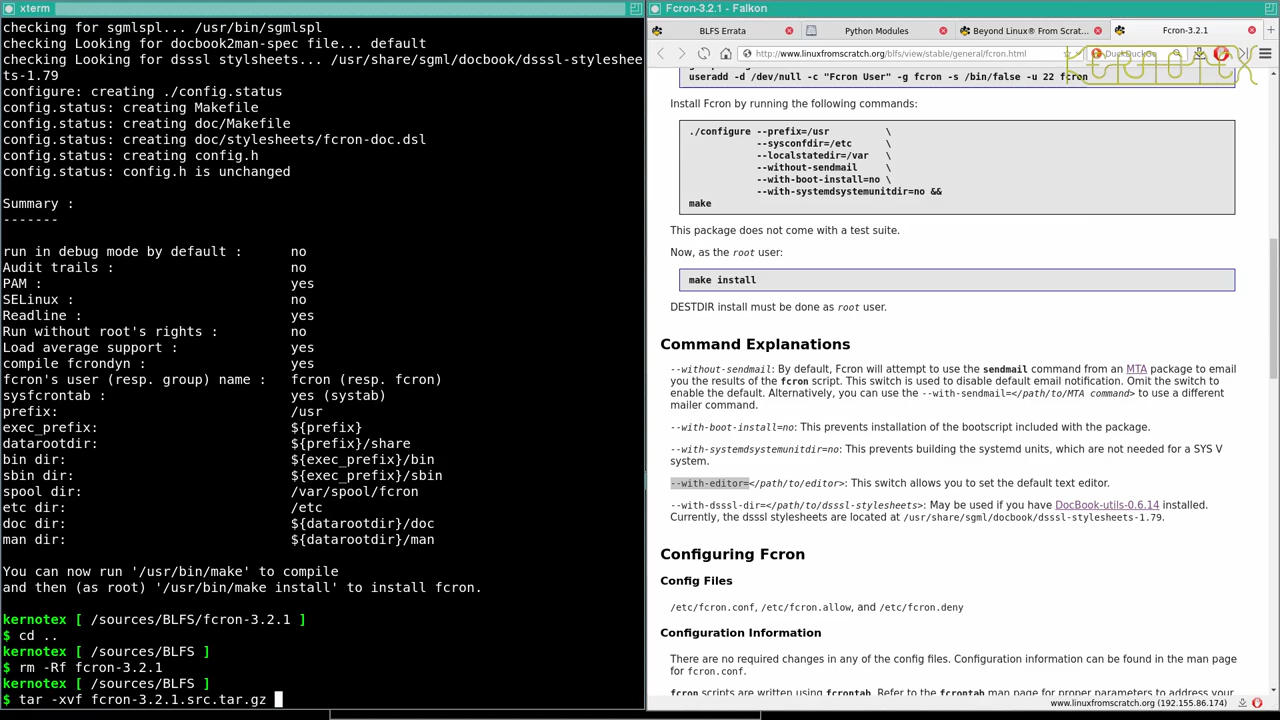 xterm
checking for sgmlspl... /usr/bin/sgmlspl
checking Looking for docbook2man-spec file... default
checking Looking for dsssl stylsheets... /usr/share/sgml/docbook/dsssl-styleshee
ts-1.79
configure: creating ./config.status
config.status: creating Makefile
config.status: creating doc/Makefile
config.status: creating doc/stylesheets/fcron-doc.dsl
config.status: creating config.h
config.status: config.h is unchanged
Summary :
-------
run in debug mode by default : no
Audit trails : no
PAM : yes
SELinux : no
Readline : yes
Run without root's rights : no
Load average support : yes
compile fcrondyn : yes
fcron's user (resp. group) name : fcron (resp. fcron)
sysfcrontab : yes (systab)
prefix: /usr
exec_prefix: ${prefix}
datarootdir: ${prefix}/share
bin dir: ${exec_prefix}/bin
sbin dir: ${exec_prefix}/sbin
spool dir: /var/spool/fcron
etc dir: /etc
doc dir: ${datarootdir}/doc
man dir: ${datarootdir}/man
You can now run '/usr/bin/make' to compile
and then (as root) '/usr/bin/make install' to install fcron.
kernotex [ /sources/BLFS/fcron-3.2.1 ]
$ cd ..
kernotex [ /sources/BLFS ]
$ rm -Rf fcron-3.2.1
kernotex [ /sources/BLFS ]
$ tar -xvf fcron-3.2.1.src.tar.gz
Fcron-3.2.1 - Falkon
BLFS Errata
Python Modules
Beyond Linux® From Scrat...
Fcron-3.2.1
http://www.linuxfromscratch.org/blfs/view/stable/general/fcron.html
DuckDuckGo
KERNOTEX
useradd -d /dev/null -c "Fcron User" -g fcron -s /bin/false -u 22 fcron
Install Fcron by running the following commands:
./configure --prefix=/usr \
--sysconfdir=/etc \
--localstatedir=/var \
--without-sendmail \
--with-boot-install=no \
--with-systemdsystemunitdir=no &&
make
This package does not come with a test suite.
Now, as the root user:
make install
DESTDIR install must be done as root user.
Command Explanations
--without-sendmail: By default, Fcron will attempt to use the sendmail command from an MTA package to email
you the results of the fcron script. This switch is used to disable default email notification. Omit the switch to
enable the default. Alternatively, you can use the --with-sendmail=</path/to/MTA command> to use a different
mailer command.
--with-boot-install=no: This prevents installation of the bootscript included with the package.
--with-systemdsystemunitdir=no: This prevents building the systemd units, which are not needed for a SYS V
system.
--with-editor=</path/to/editor>: This switch allows you to set the default text editor.
--with-dsssl-dir=</path/to/dsssl-stylesheets>: May be used if you have DocBook-utils-0.6.14 installed.
Currently, the dsssl stylesheets are located at /usr/share/sgml/docbook/dsssl-stylesheets-1.79.
Configuring Fcron
Config Files
/etc/fcron.conf, /etc/fcron.allow, and /etc/fcron.deny
Configuration Information
There are no required changes in any of the config files. Configuration information can be found in the man page
for fcron.conf.
fcron scripts are written using fcrontab. Refer to the fcrontab man page for proper parameters to address your
www.linuxfromscratch.org (192.155.86.174)